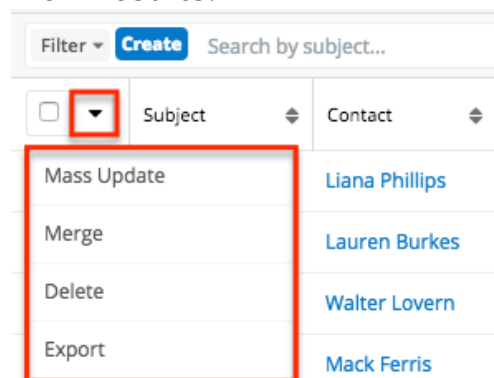 Filter Create Search by subject...
Subject Contact
Mass Update Liana Phillips
Merge Lauren Burkes
Delete Walter Lovern
Export Mack Ferris